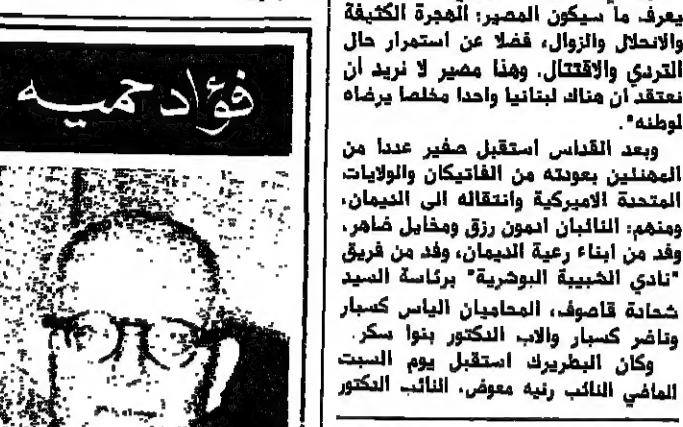 يعرف ما سيكون المصير: الهجرة الكثيفة
والانحلال والزوال، فضلا عن استمرار حال
التردي والاقتتال. وهذا مصير لا نريد ان
نعتقد ان هناك لبنانيا واحدا مخلصا يرضاه
لوطنه".
وبعد القداس استقبل صفير عددا من
المهنئين بعودته من الفاتيكان والولايات
المتحدة الاميركية وانتقاله الى الديمان،
ومنهم: النائبان ادمون رزق ومخايل ضاهر،
وفد من ابناء رعية الديمان، وفد من فريق
"نادي الشبيبة البوشرية" برئاسة السيد
شحادة قاصوف، المحاميان الياس كسبار
وناضر كسبار والاب الدكتور بنوا سكر.
وكان البطريرك استقبل يوم السبت
الماضي النائب رنيه معوض، النائب الدكتور
فؤاد حميه